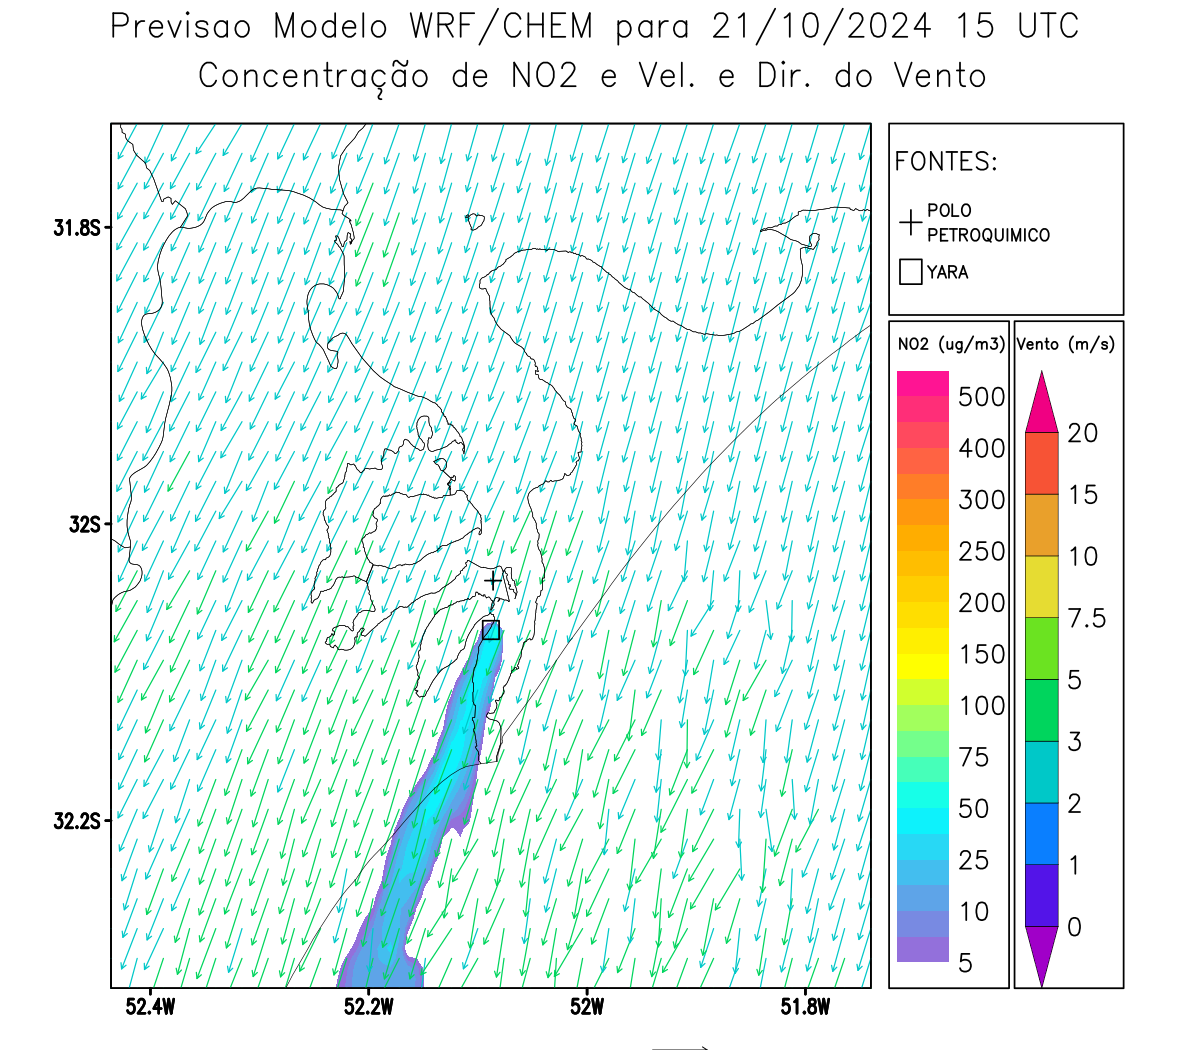 Previsao Modelo WRF/CHEM para 21/10/2024 15 UTC
Concentração de NO2 e Vel. e Dir. do Vento
FONTES:
POLO
PETROQUIMICO
YARA
NO2 (ug/m3)
500
400
300
250
200
150
100
75
50
25
10
5
Vento (m/s)
20
15
10
7.5
5
3
2
1
0
31.8S
32S
32.2S
52.4W
52.2W
52W
51.8W